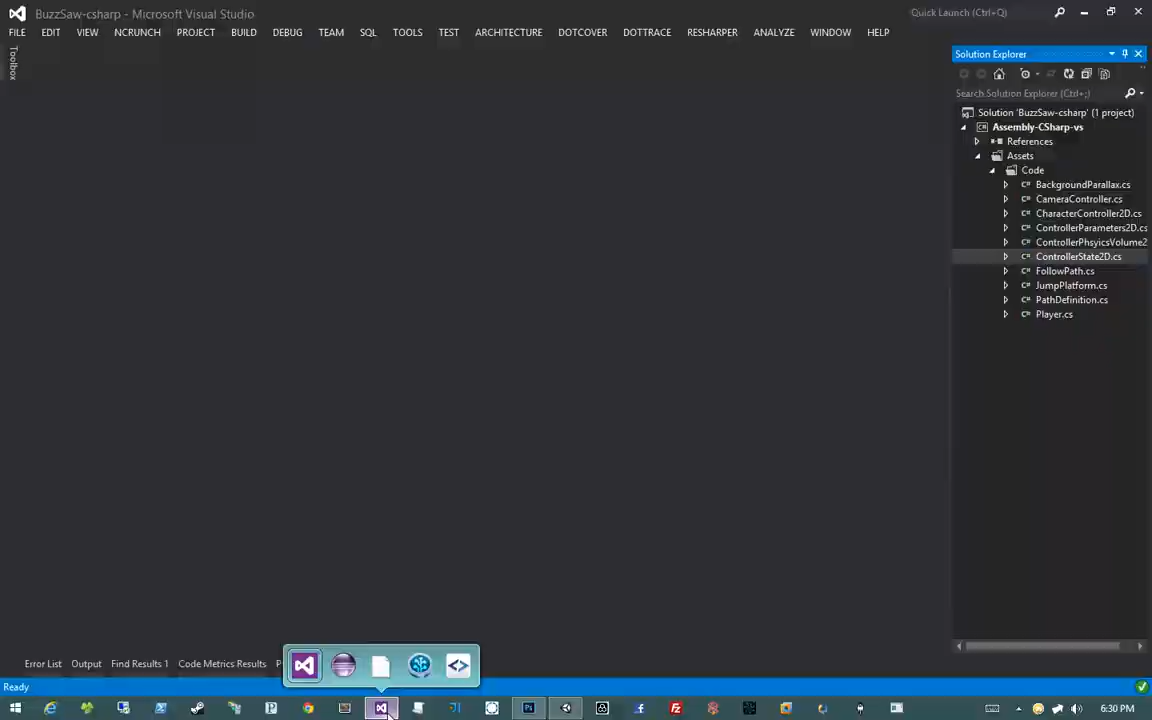 BuzzSaw-csharp - Microsoft Visual Studio
Quick Launch (Ctrl+Q)
FILE EDIT VIEW NCRUNCH PROJECT BUILD DEBUG TEAM SQL TOOLS TEST ARCHITECTURE DOTCOVER DOTTRACE RESHARPER ANALYZE WINDOW HELP
Toolbox
Solution Explorer
Search Solution Explorer (Ctrl+;)
Solution 'BuzzSaw-csharp' (1 project)
Assembly-CSharp-vs
References
Assets
Code
BackgroundParallax.cs
CameraController.cs
CharacterController2D.cs
ControllerParameters2D.cs
ControllerPhsyicsVolume2
ControllerState2D.cs
FollowPath.cs
JumpPlatform.cs
PathDefinition.cs
Player.cs
Error List Output Find Results 1 Code Metrics Results P
Ready
6:30 PM